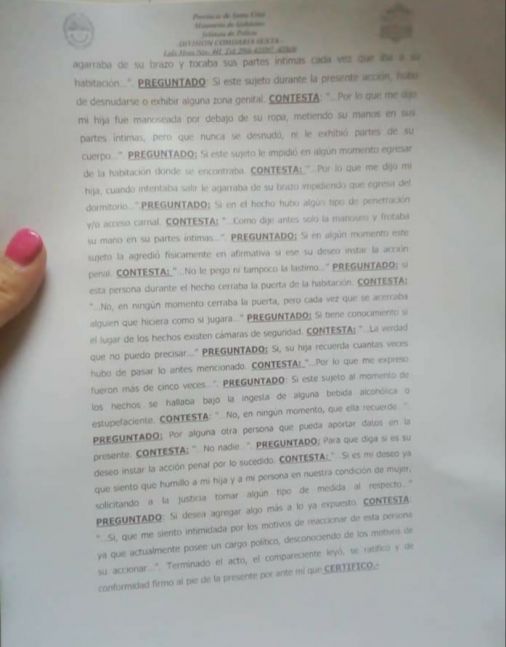 Provincia de Santa Cruz
Ministerio de Gobierno
Jefatura de Policía
DIVISION COMISARIA SEXTA.-
agarraba de su brazo y tocaba sus partes intimas cada vez que iba a su
habitación...". PREGUNTADO: Si este sujeto durante la presente acción, hubo
de desnudarse o exhibir alguna zona genital. CONTESTA: "...Por lo que me dijo
mi hija fue manoseada por debajo de su ropa, metiendo su manos en sus
partes íntimas, pero que nunca se desnudó, ni le exhibió partes de su
cuerpo...". PREGUNTADO: Si este sujeto le impidió en algún momento egresar
de la habitación donde se encontraba. CONTESTA: "...Por lo que me dijo mi
hija, cuando intentaba salir le agarraba de su brazo impidiendo que egresa del
dormitorio..." PREGUNTADO: Si en el hecho hubo algún tipo de penetración
y/o acceso carnal. CONTESTA: "...Como dije antes solo la manoseo y frotaba
su mano en su partes intimas...". PREGUNTADO: Si en algún momento este
sujeto la agredió físicamente en afirmativa si ese su deseo instar la acción
penal. CONTESTA: "...No le pego ni tampoco la lastimo..." PREGUNTADO: si
esta persona durante el hecho cerraba la puerta de la habitación. CONTESTA:
"...No, en ningún momento cerraba la puerta, pero cada vez que se acercaba
alguien que hiciera como si jugara..." PREGUNTADO: Si tiene conocimiento si
el lugar de los hechos existen cámaras de seguridad. CONTESTA: "...La verdad
que no puedo precisar..." PREGUNTADO: Si, su hija recuerda cuantas veces
hubo de pasar lo antes mencionado. CONTESTA: "...Por lo que me expreso
fueron más de cinco veces...". PREGUNTADO: Si este sujeto al momento de
los hechos se hallaba bajo la ingesta de alguna bebida alcohólica o
estupefaciente. CONTESTA: "...No, en ningún momento, que ella recuerde...".
PREGUNTADO: Por alguna otra persona que pueda aportar datos en la
presente. CONTESTA: "...No nadie...". PREGUNTADO: Para que diga si es su
deseo instar la acción penal por lo sucedido. CONTESTA: "...Si es mi deseo ya
que siento que humillo a mi hija y a mi persona en nuestra condición de mujer,
solicitando a la justicia tomar algún tipo de medida al respecto..."
PREGUNTADO: Si desea agregar algo más a lo ya expuesto. CONTESTA:
"...Si, que me siento intimidada por los motivos de reaccionar de esta persona
ya que actualmente posee un cargo político, desconociendo de los motivos de
su accionar...". Terminado el acto, el compareciente leyó, se ratificó y de
conformidad firmo al pie de la presente por ante mí que CERTIFICO.-